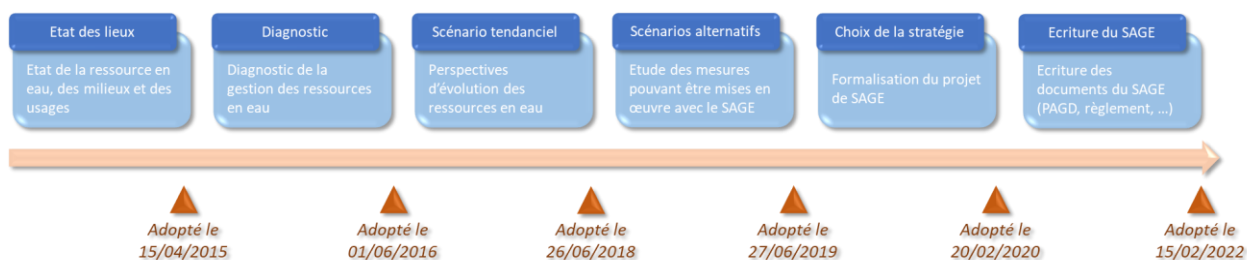 Etat des lieux
Etat de la ressource en
eau, des milieux et des
usages
Diagnostic
Diagnostic de la
gestion des ressources
en eau
Scénario tendanciel
Perspectives
d'évolution des
ressources en eau
Scénarios alternatifs
Etude des mesures
pouvant être mises en
œuvre avec le SAGE
Choix de la stratégie
Formalisation du projet
de SAGE
Ecriture du SAGE
Ecriture des
documents du SAGE
(PAGD, règlement, ...)
Adopté le
15/04/2015
Adopté le
01/06/2016
Adopté le
26/06/2018
Adopté le
27/06/2019
Adopté le
20/02/2020
Adopté le
15/02/2022